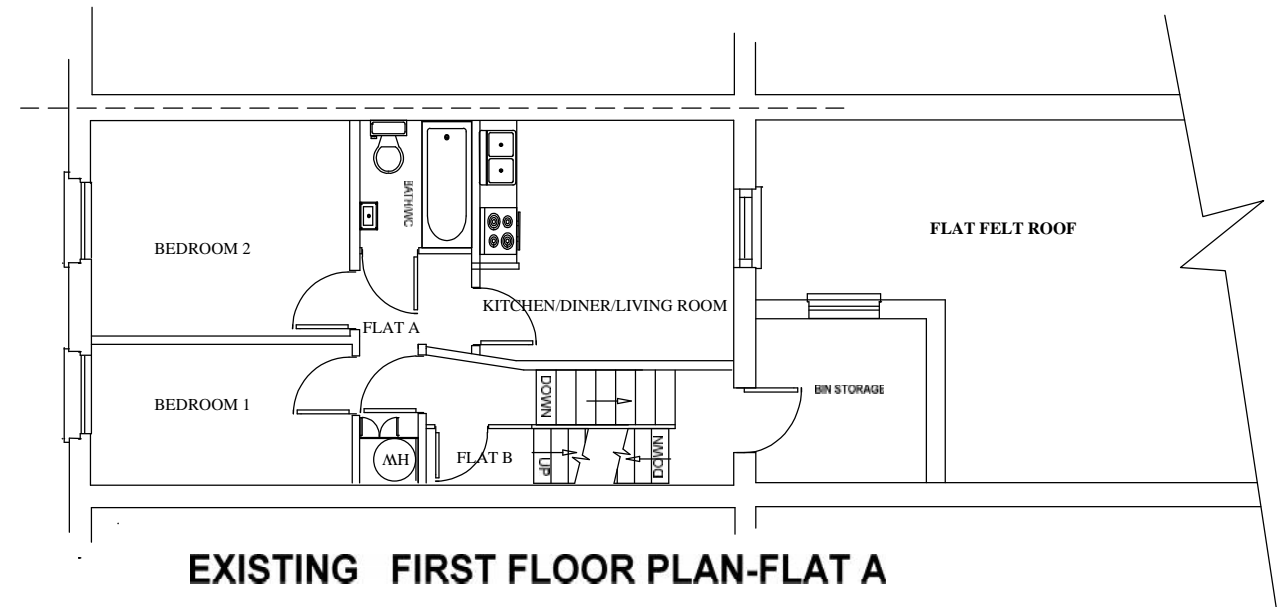 FLAT FELT ROOF
BATH/WC
BEDROOM 2
KITCHEN/DINER/LIVING ROOM
FLAT A
DOWN
BIN STORAGE
BEDROOM 1
HW
FLAT B
UP
DOWN
EXISTING FIRST FLOOR PLAN-FLAT A